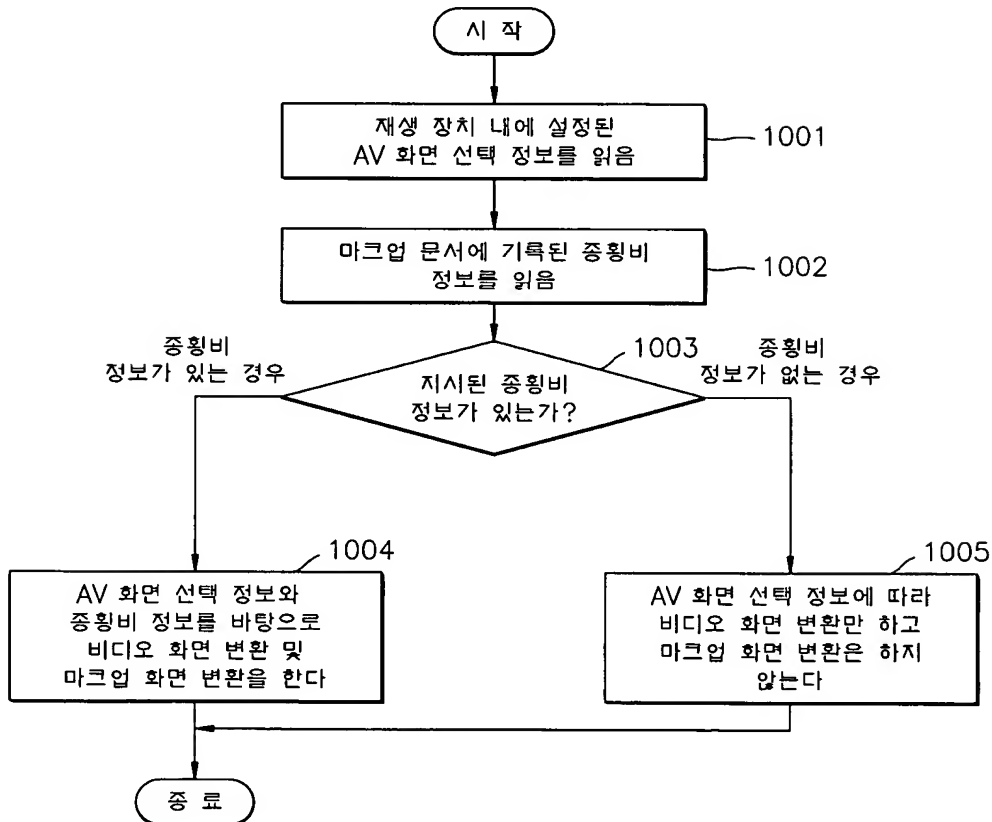 시 작
재생 장치 내에 설정된
AV 화면 선택 정보를 읽음
1001
마크업 문서에 기록된 종횡비
정보를 읽음
1002
1003
종횡비
정보가 있는 경우
지시된 종횡비
정보가 있는가?
종횡비
정보가 없는 경우
1004
AV 화면 선택 정보와
종횡비 정보를 바탕으로
비디오 화면 변환 및
마크업 화면 변환을 한다
1005
AV 화면 선택 정보에 따라
비디오 화면 변환만 하고
마크업 화면 변환은 하지
않는다
종 료